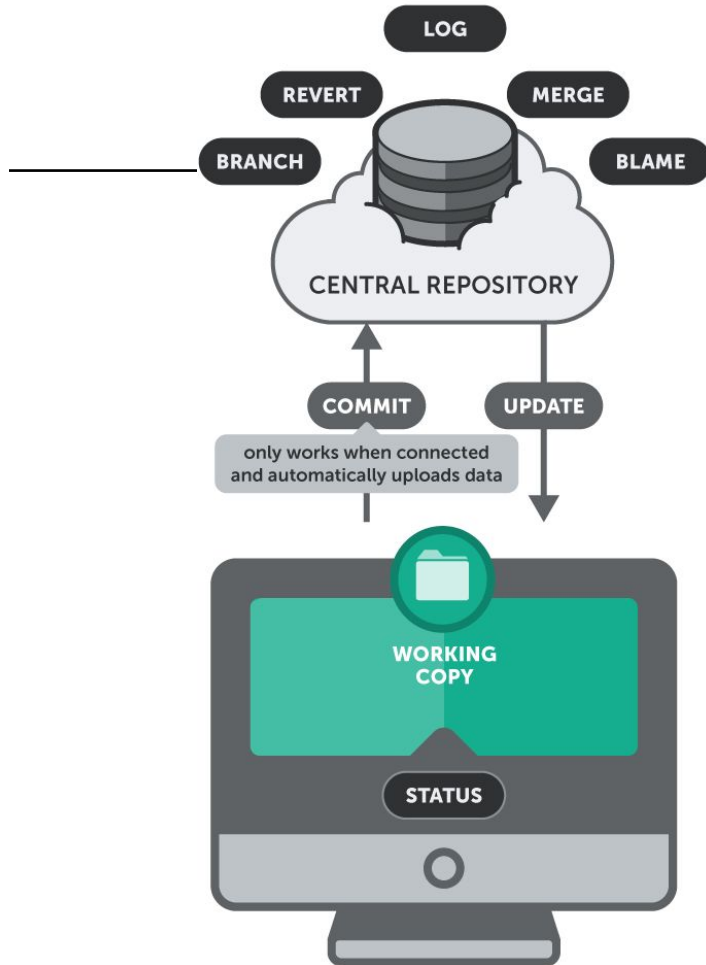 LOG
REVERT
MERGE
BRANCH
BLAME
CENTRAL REPOSITORY
COMMIT
UPDATE
only works when connected
and automatically uploads data
WORKING
COPY
STATUS